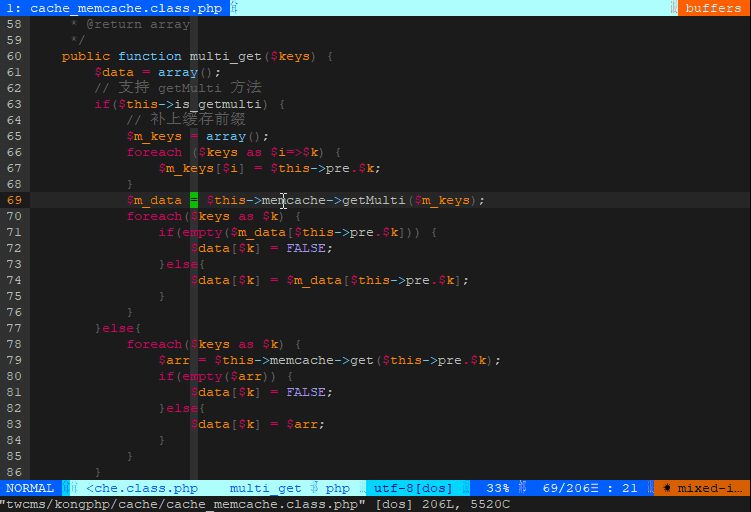 1: cache_memcache.class.php buffers
58 * @return array
59 */
60 public function multi_get($keys) {
61 $data = array();
62 // 支持 getMulti 方法
63 if($this->is_getmulti) {
64 // 补上缓存前缀
65 $m_keys = array();
66 foreach ($keys as $i=>$k) {
67 $m_keys[$i] = $this->pre.$k;
68 }
69 $m_data = $this->memcache->getMulti($m_keys);
70 foreach($keys as $k) {
71 if(empty($m_data[$this->pre.$k])) {
72 $data[$k] = FALSE;
73 }else{
74 $data[$k] = $m_data[$this->pre.$k];
75 }
76 }
77 }else{
78 foreach($keys as $k) {
79 $arr = $this->memcache->get($this->pre.$k);
80 if(empty($arr)) {
81 $data[$k] = FALSE;
82 }else{
83 $data[$k] = $arr;
84 }
85 }
86 }
NORMAL <che.class.php multi_get php utf-8[dos] 33% 69/206☰ : 21 ✹ mixed-i…
"twcms/kongphp/cache/cache_memcache.class.php" [dos] 206L, 5520C